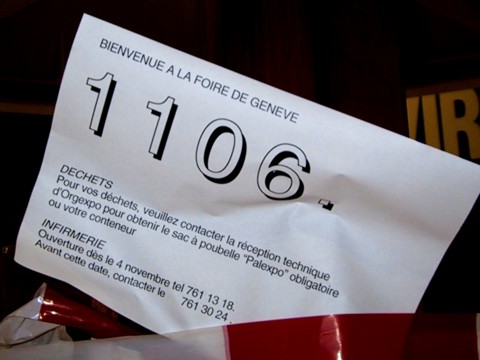 BIENVENUE A LA FOIRE DE GENEVE
1106.
DECHETS
Pour vos déchets, veuillez contacter la réception technique
d'Orgexpo pour obtenir le sac à poubelle "Palexpo" obligatoire
ou votre conteneur
INFIRMERIE
Ouverture dès le 4 novembre tel 761 13 18.
Avant cette date, contacter le 761 30 24